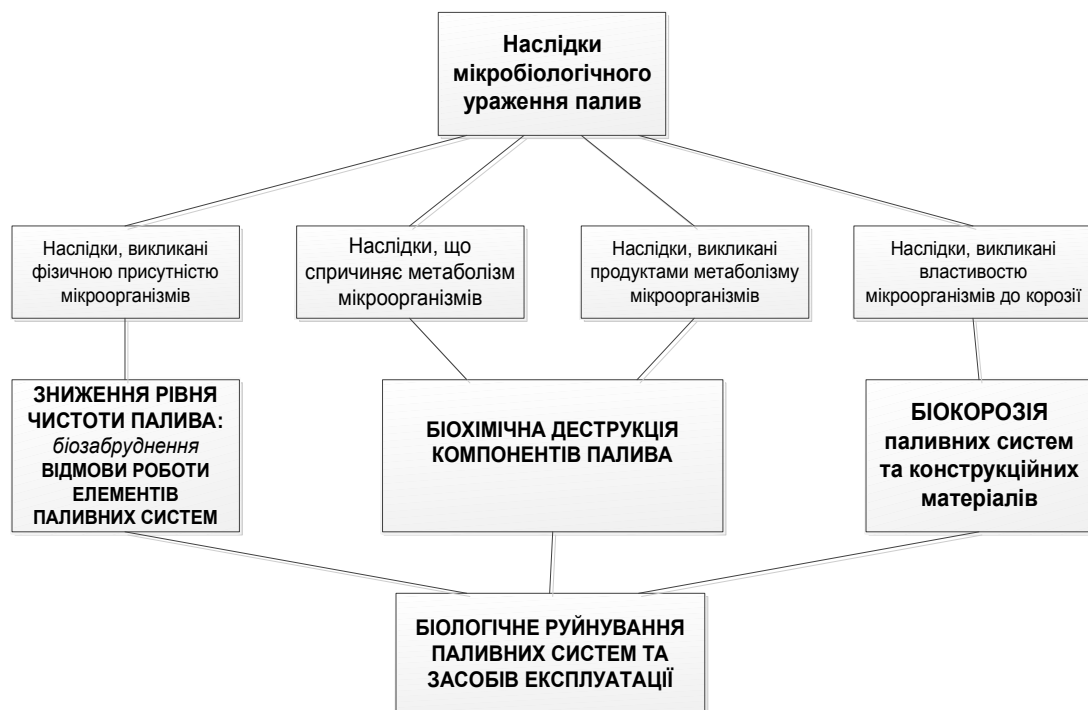 Наслідки
мікробіологічного
ураження палив
Наслідки, викликані
фізичною присутністю
мікроорганізмів
Наслідки, що
спричиняє метаболізм
мікроорганізмів
Наслідки, викликані
продуктами метаболізму
мікроорганізмів
Наслідки, викликані
властивостю
мікроорганізмів до корозії
ЗНИЖЕННЯ РІВНЯ
ЧИСТОТИ ПАЛИВА:
біозабруднення
ВІДМОВИ РОБОТИ
ЕЛЕМЕНТІВ
ПАЛИВНИХ СИСТЕМ
БІОХІМІЧНА ДЕСТРУКЦІЯ
КОМПОНЕНТІВ ПАЛИВА
БІОКОРОЗІЯ
паливних систем
та конструкційних
матеріалів
БІОЛОГІЧНЕ РУЙНУВАННЯ
ПАЛИВНИХ СИСТЕМ ТА
ЗАСОБІВ ЕКСПЛУАТАЦІЇ